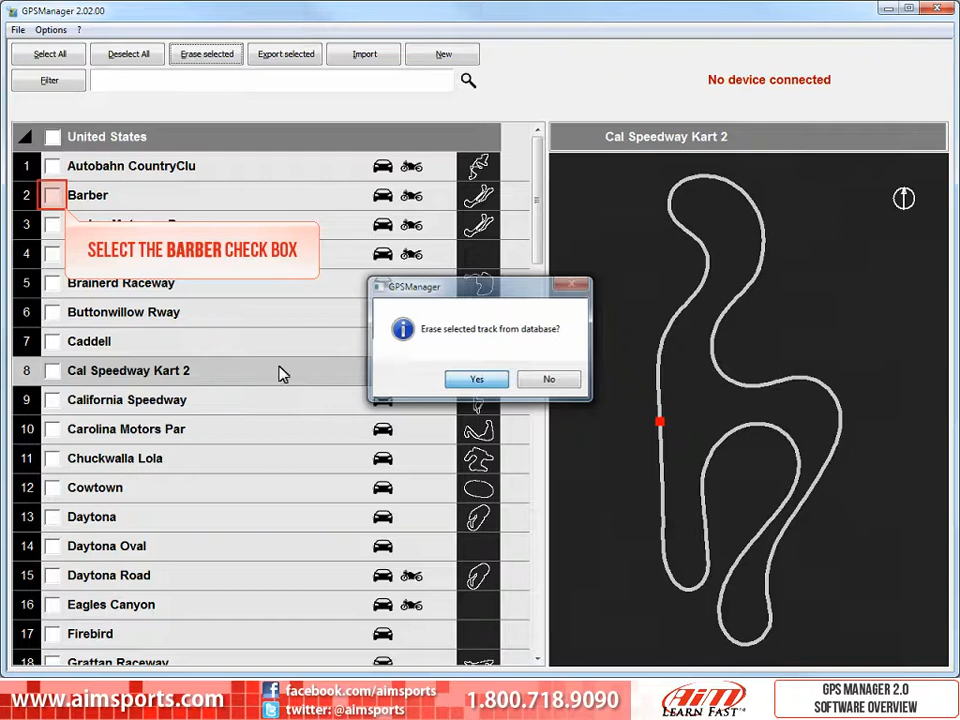 GPSManager 2.02.00
File Options ?
Select All Deselect All Erase selected Export selected Import New
Filter
No device connected
United States
Cal Speedway Kart 2
1 Autobahn CountryClu
2 Barber
3
SELECT THE BARBER CHECK BOX
4
5 Brainerd Raceway
GPSManager
Erase selected track from database?
Yes No
6 Buttonwillow Rway
7 Caddell
8 Cal Speedway Kart 2
9 California Speedway
10 Carolina Motors Par
11 Chuckwalla Lola
12 Cowtown
13 Daytona
14 Daytona Oval
15 Daytona Road
16 Eagles Canyon
17 Firebird
18 Grattan Raceway
www.aimsports.com
facebook.com/aimsports
twitter: @aimsports
1.800.718.9090
AiM
LEARN FAST™
GPS MANAGER 2.0
SOFTWARE OVERVIEW